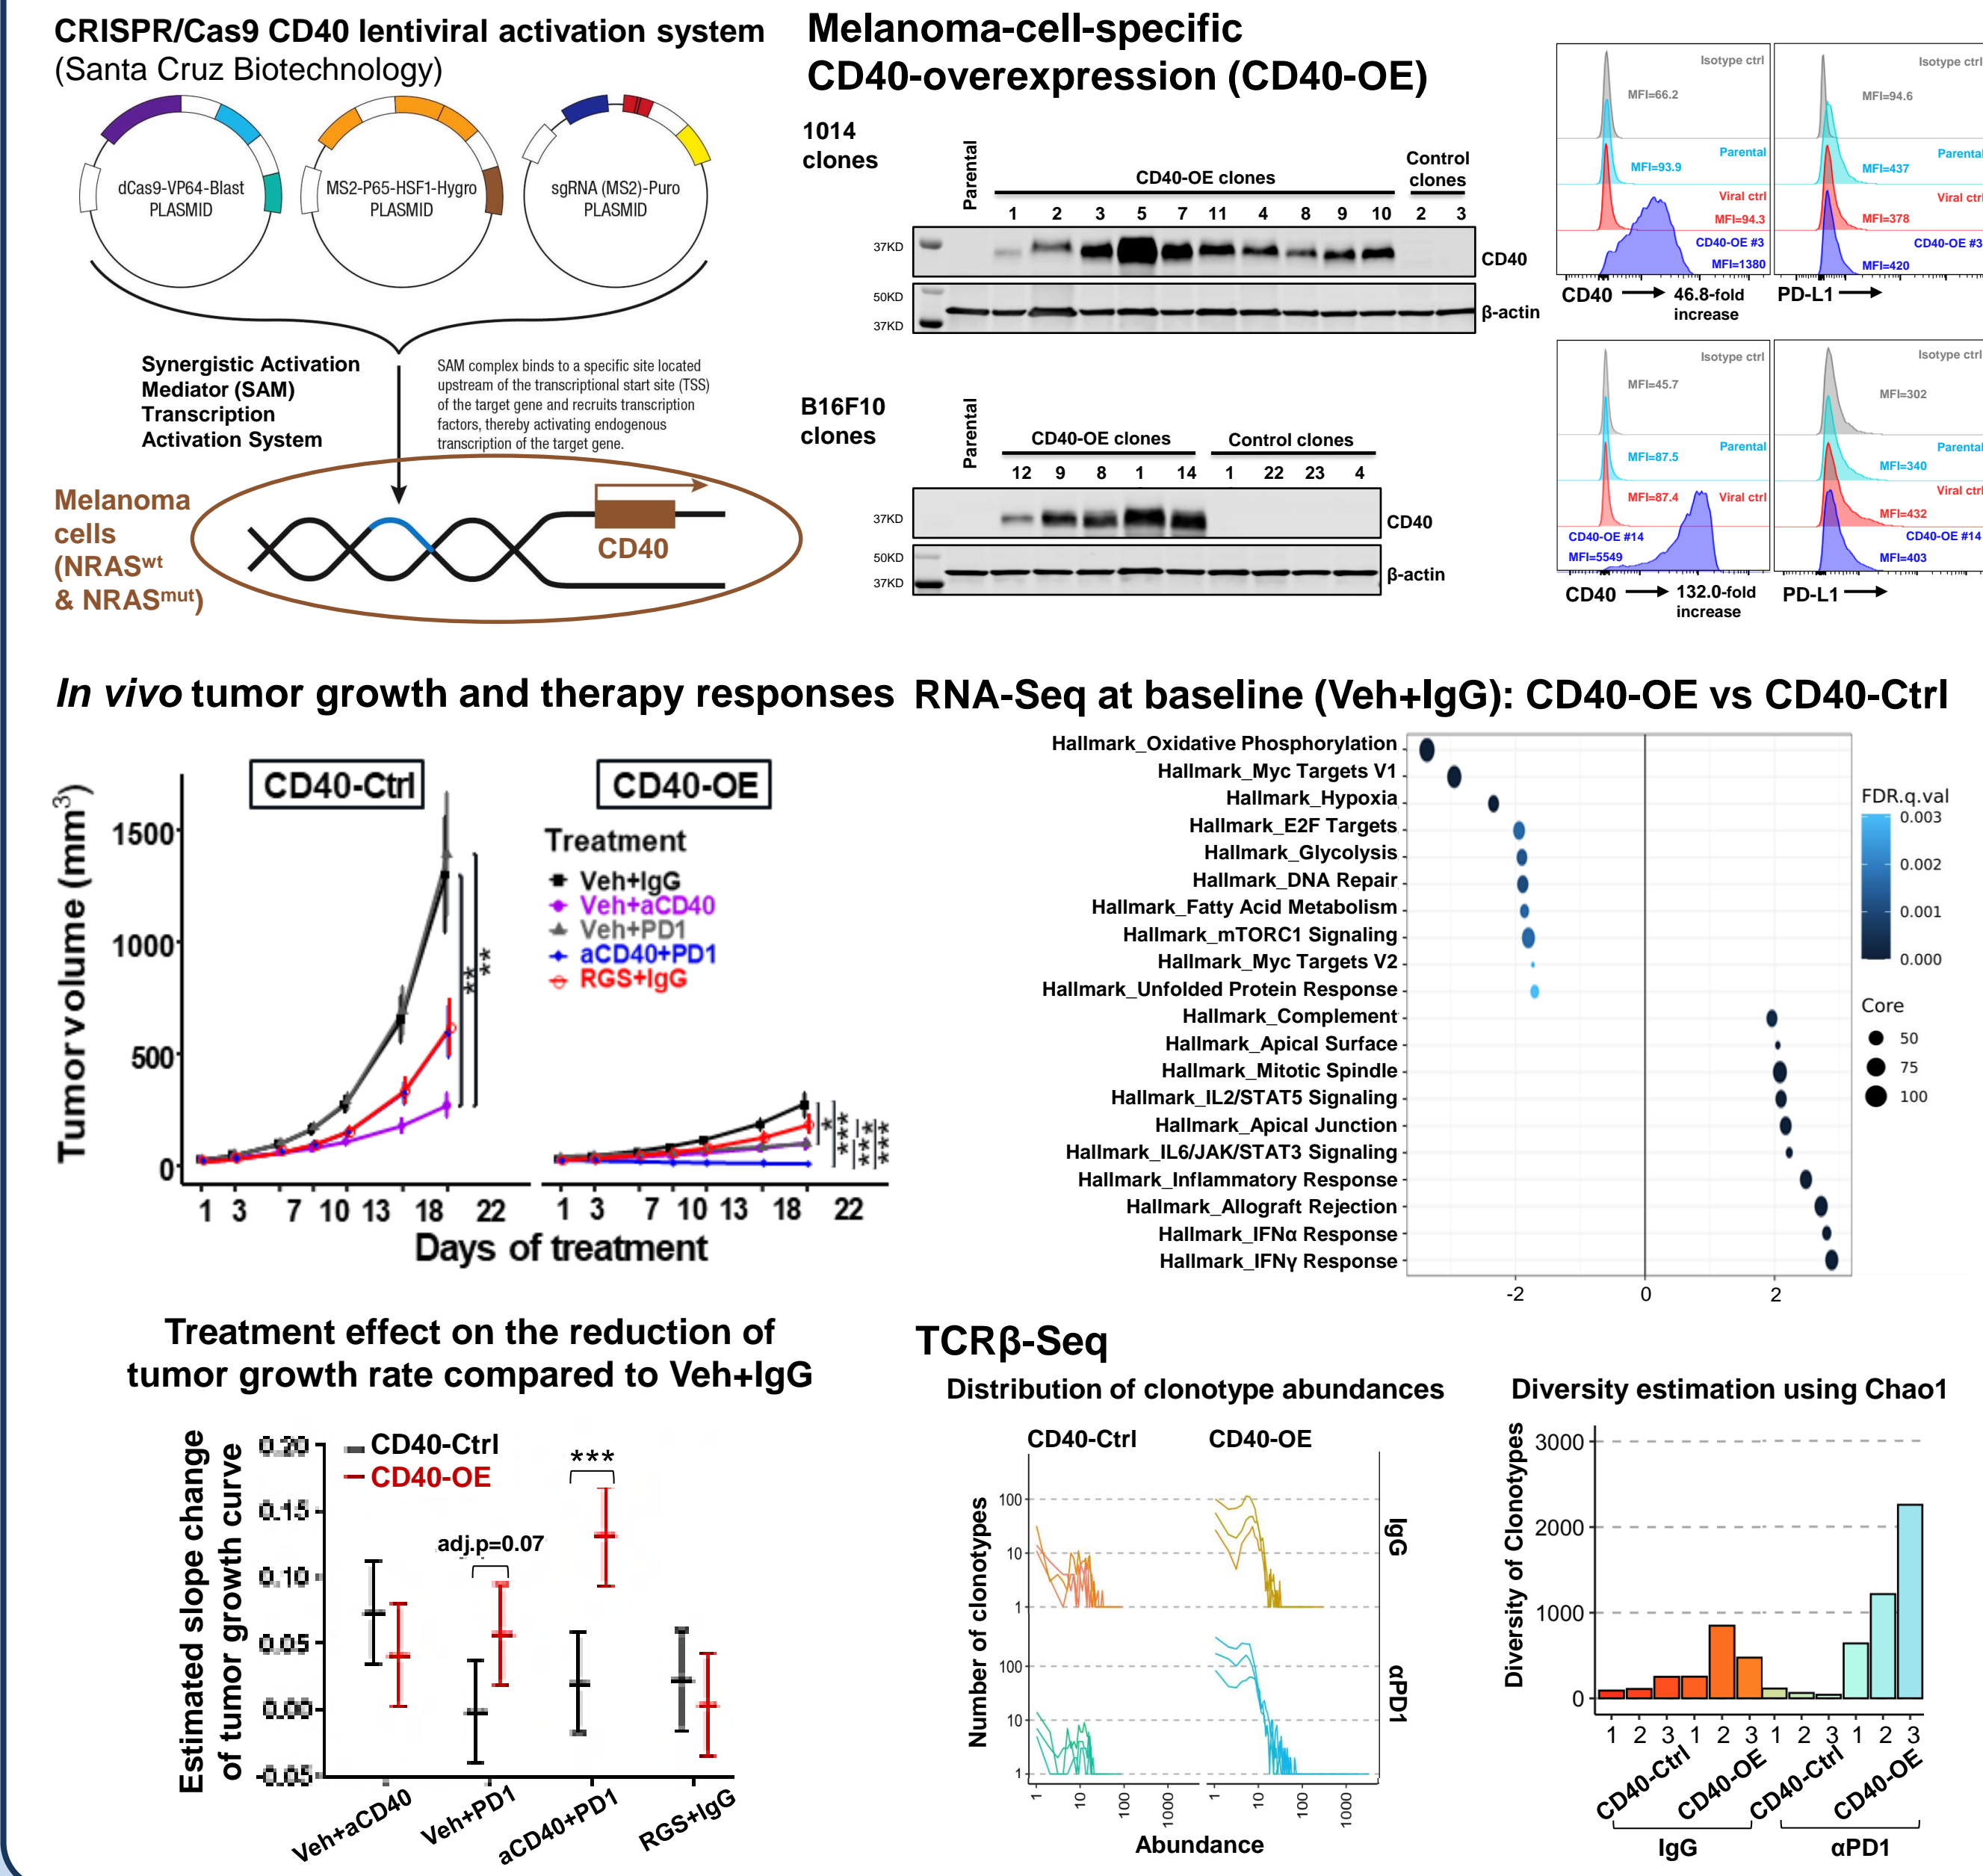 CRISPR/Cas9 CD40 lentiviral activation system
(Santa Cruz Biotechnology)
dCas9-VP64-Blast
PLASMID
MS2-P65-HSF1-Hygro
PLASMID
sgRNA (MS2)-Puro
PLASMID
Synergistic Activation
Mediator (SAM)
Transcription
Activation System
SAM complex binds to a specific site located
upstream of the transcriptional start site (TSS)
of the target gene and recruits transcription
factors, thereby activating endogenous
transcription of the target gene.
Melanoma
cells
(NRASwt
& NRASmut)
CD40
Melanoma-cell-specific
CD40-overexpression (CD40-OE)
1014
clones
Parental
CD40-OE clones
Control
clones
1 2 3 5 7 11 4 8 9 10 2 3
37KD
CD40
50KD
37KD
β-actin
B16F10
clones
Parental
CD40-OE clones
Control clones
12 9 8 1 14 1 22 23 4
37KD
CD40
50KD
37KD
β-actin
Isotype ctrl
MFI=66.2
Parental
MFI=93.9
Viral ctrl
MFI=94.3
CD40-OE #3
MFI=1380
CD40
46.8-fold
increase
Isotype ctrl
MFI=94.6
Parental
MFI=437
Viral ctrl
MFI=378
CD40-OE #3
MFI=420
PD-L1
Isotype ctrl
MFI=45.7
Parental
MFI=87.5
MFI=87.4 Viral ctrl
CD40-OE #14
MFI=5549
CD40
132.0-fold
increase
Isotype ctrl
MFI=302
Parental
MFI=340
Viral ctrl
MFI=432
CD40-OE #14
MFI=403
PD-L1
In vivo tumor growth and therapy responses
CD40-Ctrl
CD40-OE
Tumor volume (mm3)
1500
1000
500
0
Treatment
Veh+IgG
Veh+aCD40
Veh+PD1
aCD40+PD1
RGS+IgG
**
**
*
***
***
****
1 3 7 10 13 18 22
1 3 7 10 13 18 22
Days of treatment
RNA-Seq at baseline (Veh+IgG): CD40-OE vs CD40-Ctrl
Hallmark_Oxidative Phosphorylation
Hallmark_Myc Targets V1
Hallmark_Hypoxia
Hallmark_E2F Targets
Hallmark_Glycolysis
Hallmark_DNA Repair
Hallmark_Fatty Acid Metabolism
Hallmark_mTORC1 Signaling
Hallmark_Myc Targets V2
Hallmark_Unfolded Protein Response
Hallmark_Complement
Hallmark_Apical Surface
Hallmark_Mitotic Spindle
Hallmark_IL2/STAT5 Signaling
Hallmark_Apical Junction
Hallmark_IL6/JAK/STAT3 Signaling
Hallmark_Inflammatory Response
Hallmark_Allograft Rejection
Hallmark_IFNα Response
Hallmark_IFNγ Response
-2 0 2
FDR.q.val
0.003
0.002
0.001
0.000
Core
50
75
100
Treatment effect on the reduction of
tumor growth rate compared to Veh+IgG
Estimated slope change
of tumor growth curve
0.20
0.15
0.10
0.05
0.00
-0.05
CD40-Ctrl
CD40-OE
adj.p=0.07
***
Veh+aCD40
Veh+PD1
aCD40+PD1
RGS+IgG
TCRβ-Seq
Distribution of clonotype abundances
CD40-Ctrl
CD40-OE
Number of clonotypes
100
10
1
100
10
1
IgG
αPD1
1 10 100 1000
1 10 100 1000
Abundance
Diversity estimation using Chao1
Diversity of Clonotypes
3000
2000
1000
0
1 2 3 1 2 3 1 2 3 1 2 3
CD40-Ctrl
CD40-OE
CD40-Ctrl
CD40-OE
IgG
αPD1